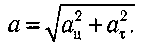 a = √(a_ц² + a_τ²).